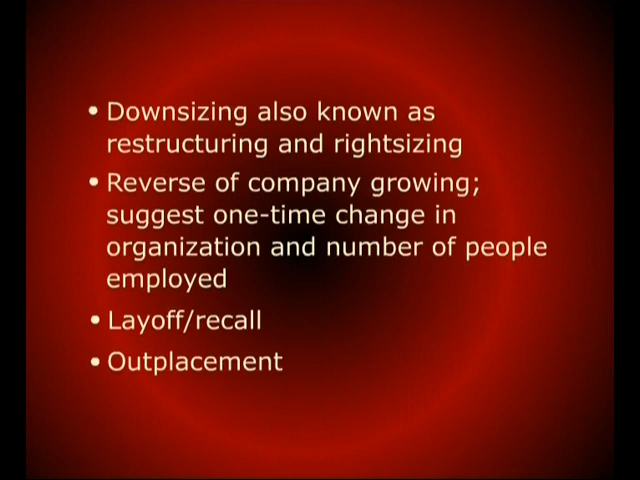 • Downsizing also known as
restructuring and rightsizing
• Reverse of company growing;
suggest one-time change in
organization and number of people
employed
• Layoff/recall
• Outplacement